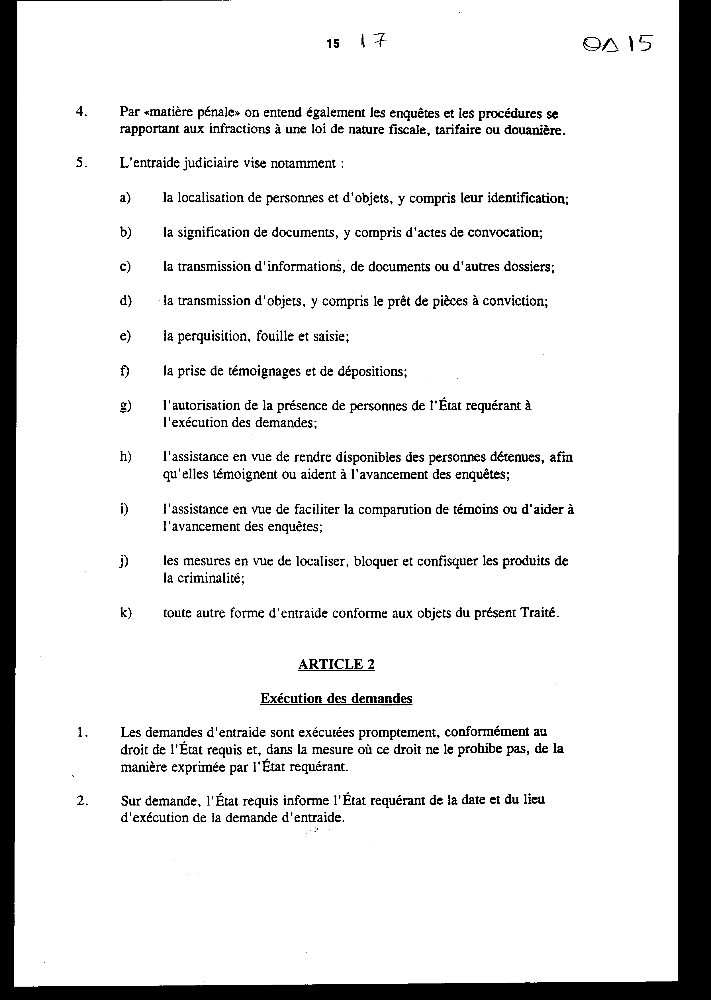 15 17 OΔ 15
4. Par «matière pénale» on entend également les enquêtes et les procédures se
rapportant aux infractions à une loi de nature fiscale, tarifaire ou douanière.
5. L'entraide judiciaire vise notamment :
a) la localisation de personnes et d'objets, y compris leur identification;
b) la signification de documents, y compris d'actes de convocation;
c) la transmission d'informations, de documents ou d'autres dossiers;
d) la transmission d'objets, y compris le prêt de pièces à conviction;
e) la perquisition, fouille et saisie;
f) la prise de témoignages et de dépositions;
g) l'autorisation de la présence de personnes de l'État requérant à
l'exécution des demandes;
h) l'assistance en vue de rendre disponibles des personnes détenues, afin
qu'elles témoignent ou aident à l'avancement des enquêtes;
i) l'assistance en vue de faciliter la comparution de témoins ou d'aider à
l'avancement des enquêtes;
j) les mesures en vue de localiser, bloquer et confisquer les produits de
la criminalité;
k) toute autre forme d'entraide conforme aux objets du présent Traité.
ARTICLE 2
Exécution des demandes
1. Les demandes d'entraide sont exécutées promptement, conformément au
droit de l'État requis et, dans la mesure où ce droit ne le prohibe pas, de la
manière exprimée par l'État requérant.
2. Sur demande, l'État requis informe l'État requérant de la date et du lieu
d'exécution de la demande d'entraide.